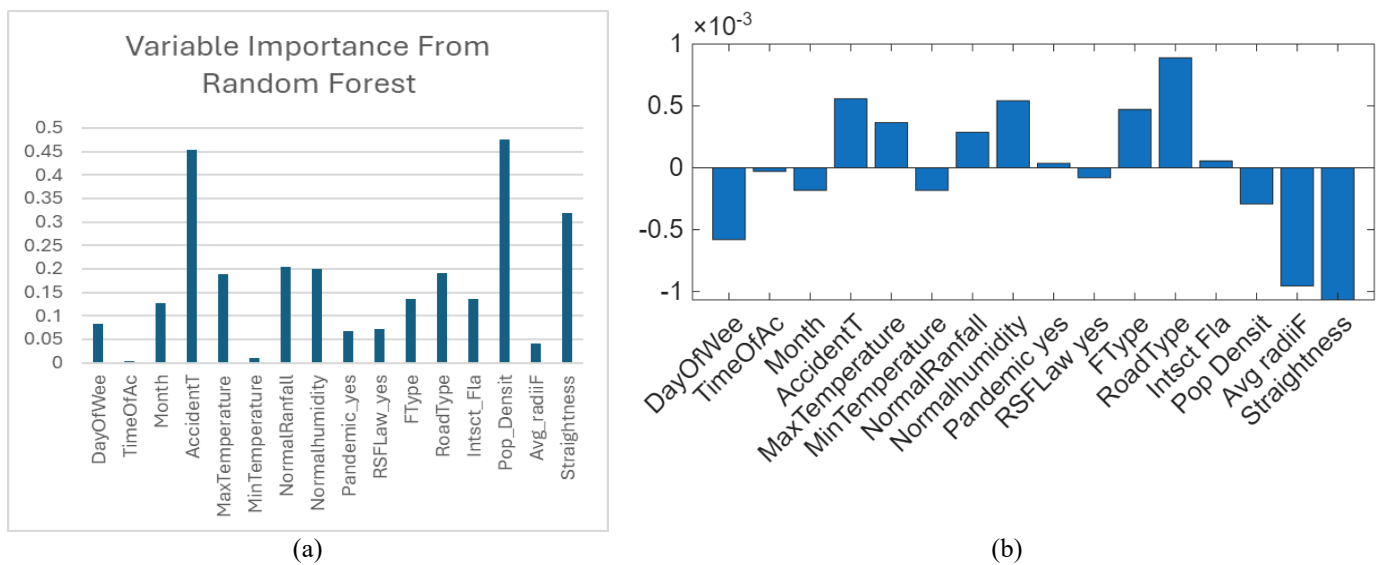 Variable Importance From
Random Forest
0.5
0.45
0.4
0.35
0.3
0.25
0.2
0.15
0.1
0.05
0
DayOfWee
TimeOfAc
Month
AccidentT
MaxTemperature
MinTemperature
NormalRanfall
Normalhumidity
Pandemic_yes
RSFLaw_yes
FType
RoadType
Intsct_Fla
Pop_Densit
Avg_radiiF
Straightness
(a)
×10-3
1
0.5
0
-0.5
-1
DayOfWee
TimeOfAc
Month
AccidentT
MaxTemperature
MinTemperature
NormalRanfall
Normalhumidity
Pandemic yes
RSFLaw yes
FType
RoadType
Intsct Fla
Pop Densit
Avg radiiF
Straightness
(b)